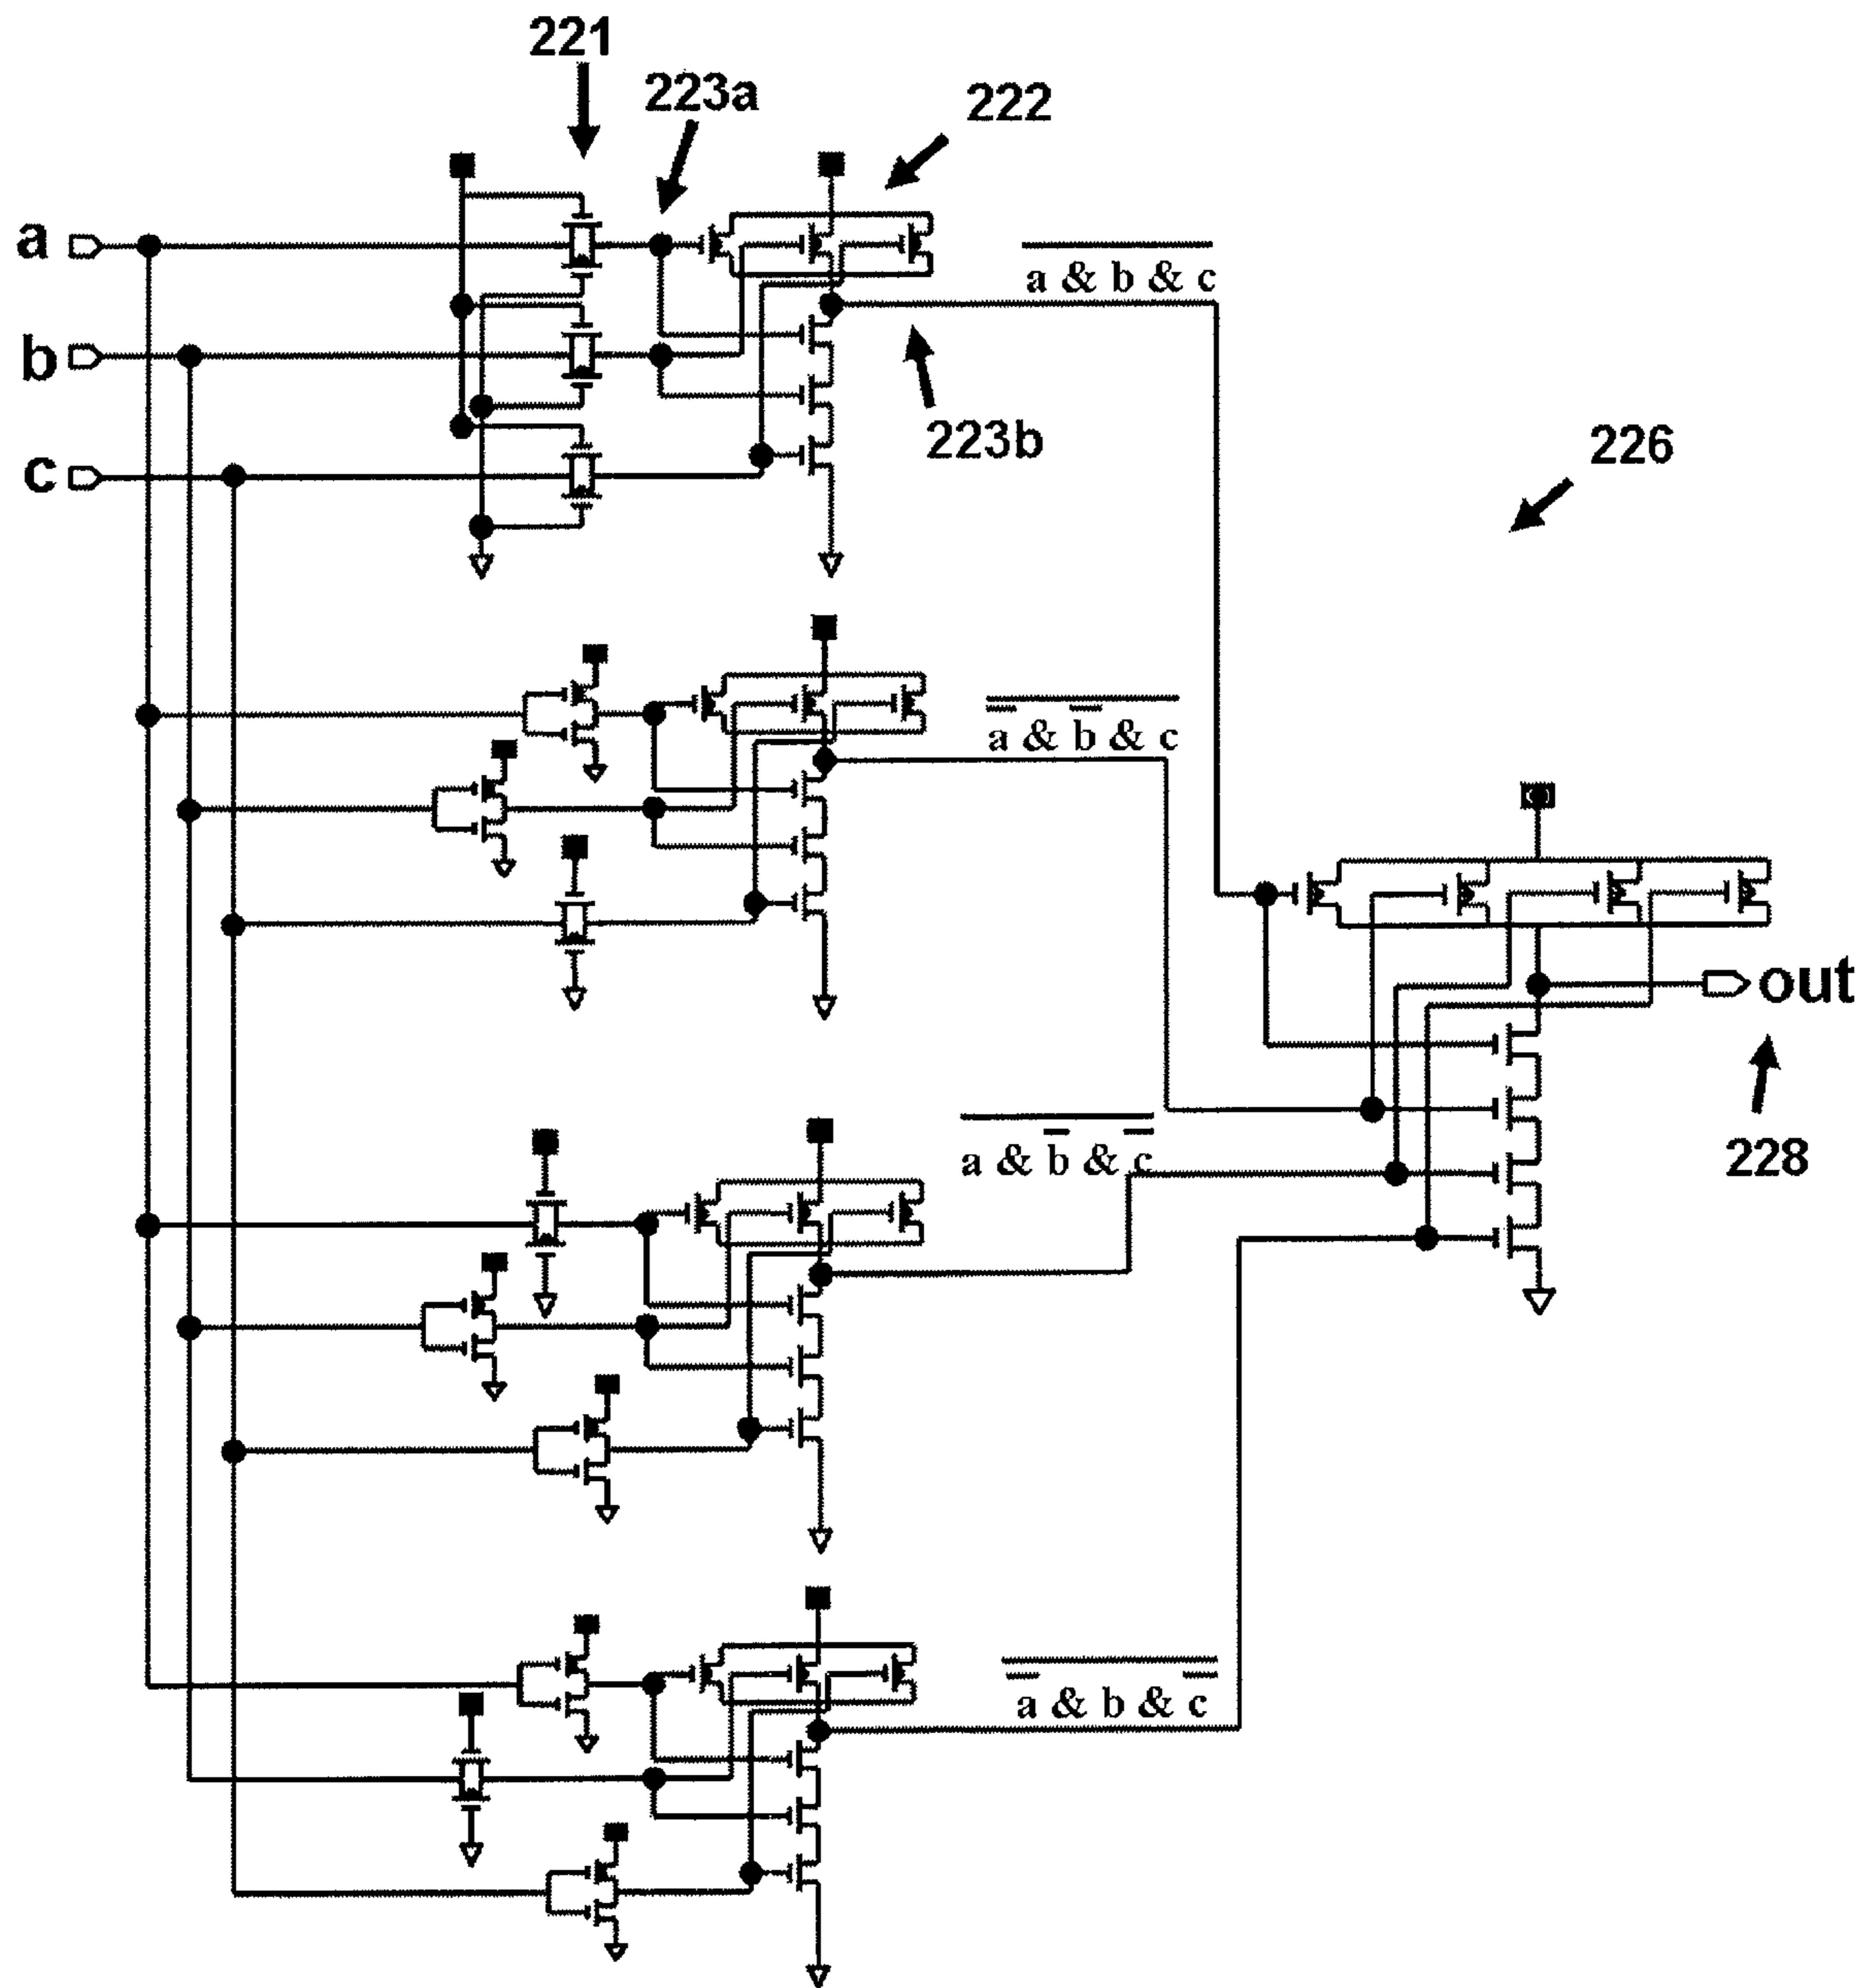 221
223a
222
a
a & b & c
b
223b
c
226
a̅ & b̅ & c
out
a & b̅ & c̅
228
a̅ & b & c̅